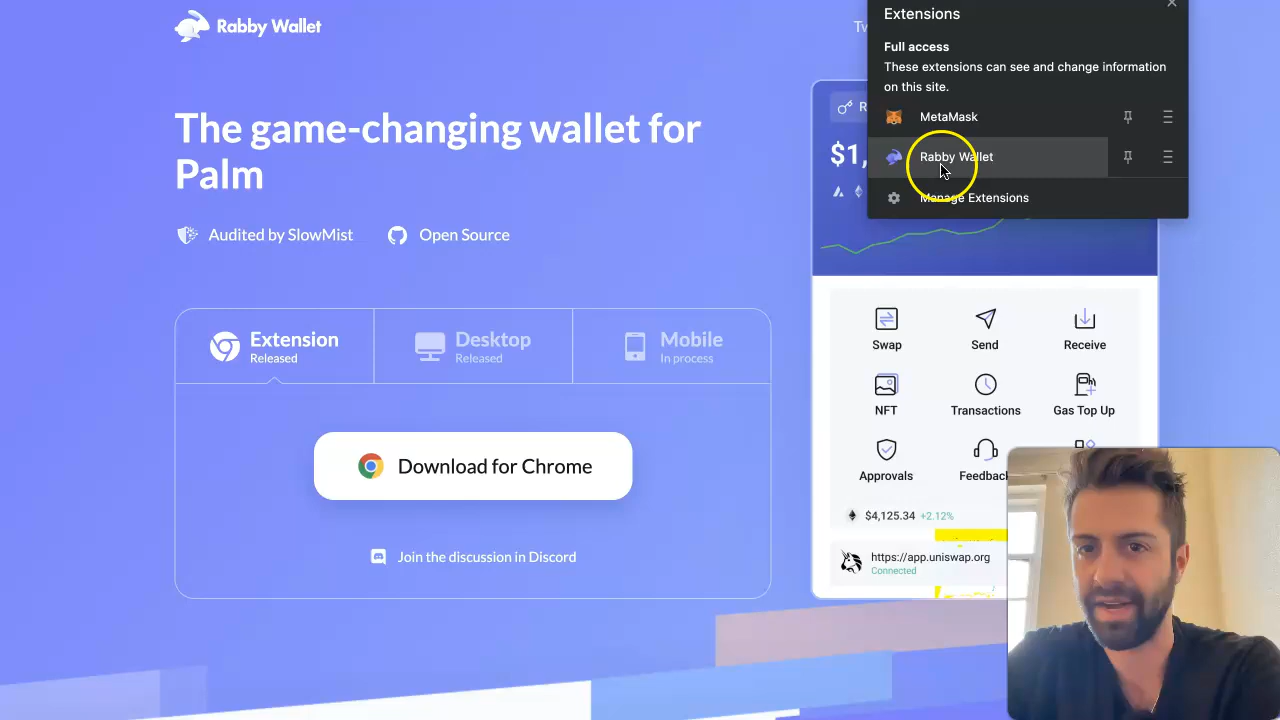 Rabby Wallet
Tw
The game-changing wallet for
Palm
Audited by SlowMist
Open Source
Extension
Released
Desktop
Released
Mobile
In process
Download for Chrome
Join the discussion in Discord
Extensions
Full access
These extensions can see and change information
on this site.
MetaMask
Rabby Wallet
Manage Extensions
R
$1,
Swap
Send
Receive
NFT
Transactions
Gas Top Up
Approvals
Feedback
$4,125.34 +2.12%
https://app.uniswap.org
Connected